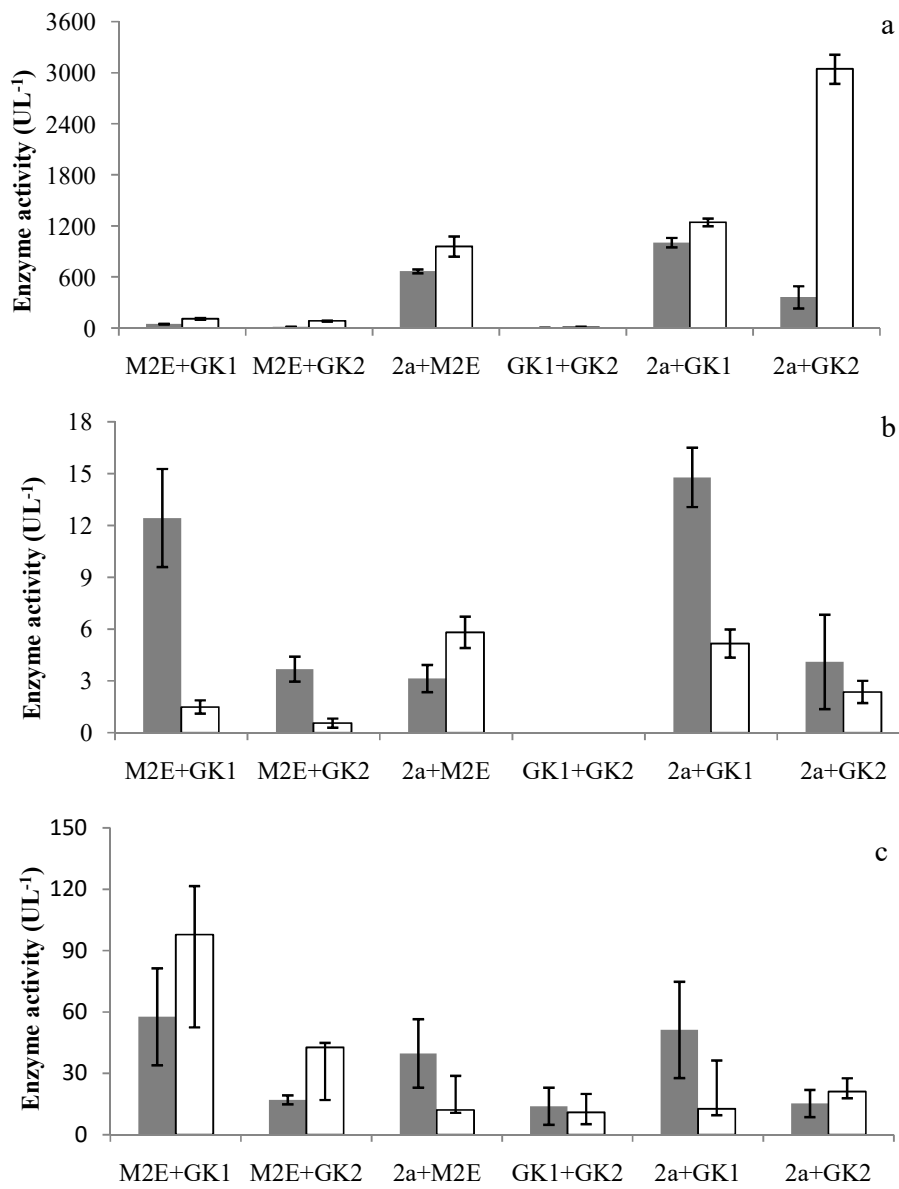 a
Enzyme activity (UL-1)
3600
3000
2400
1800
1200
600
0
M2E+GK1 M2E+GK2 2a+M2E GK1+GK2 2a+GK1 2a+GK2
b
Enzyme activity (UL-1)
18
15
12
9
6
3
0
M2E+GK1 M2E+GK2 2a+M2E GK1+GK2 2a+GK1 2a+GK2
c
Enzyme activity (UL-1)
150
120
90
60
30
0
M2E+GK1 M2E+GK2 2a+M2E GK1+GK2 2a+GK1 2a+GK2